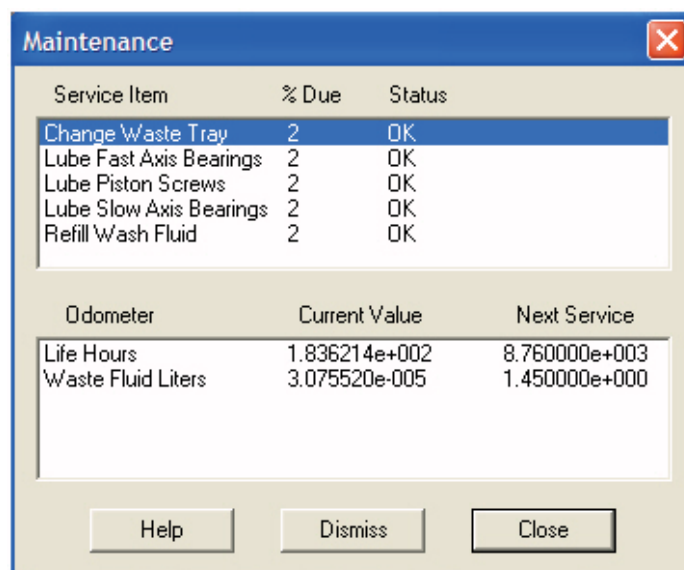 Maintenance
Service Item % Due Status
Change Waste Tray 2 OK
Lube Fast Axis Bearings 2 OK
Lube Piston Screws 2 OK
Lube Slow Axis Bearings 2 OK
Refill Wash Fluid 2 OK
Odometer Current Value Next Service
Life Hours 1.836214e+002 8.760000e+003
Waste Fluid Liters 3.075520e-005 1.450000e+000
Help Dismiss Close